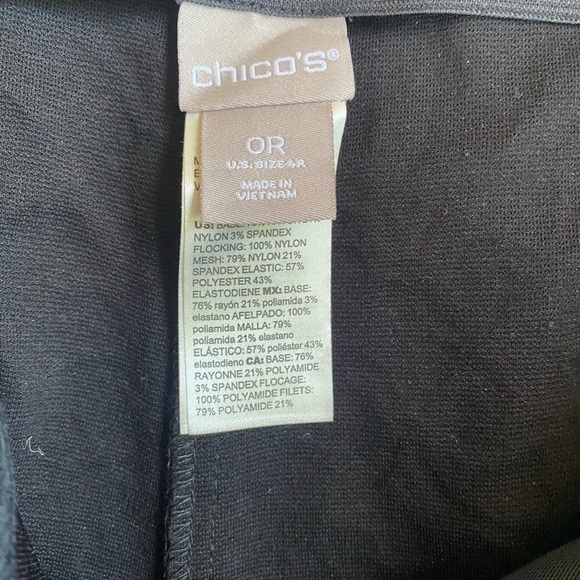 chico's®
OR
U.S. SIZE 4R
MADE IN
VIETNAM
US: BASE:
NYLON 3% SPANDEX
FLOCKING: 100% NYLON
MESH: 79% NYLON 21%
SPANDEX ELASTIC: 57%
POLYESTER 43%
ELASTODIENE MX: BASE:
76% rayón 21% poliamida 3%
elastano AFELPADO: 100%
poliamida MALLA: 79%
poliamida 21% elastano
ELÁSTICO: 57% poliéster 43%
elastodieno CA: BASE: 76%
RAYONNE 21% POLYAMIDE
3% SPANDEX FLOCAGE:
100% POLYAMIDE FILETS:
79% POLYAMIDE 21%